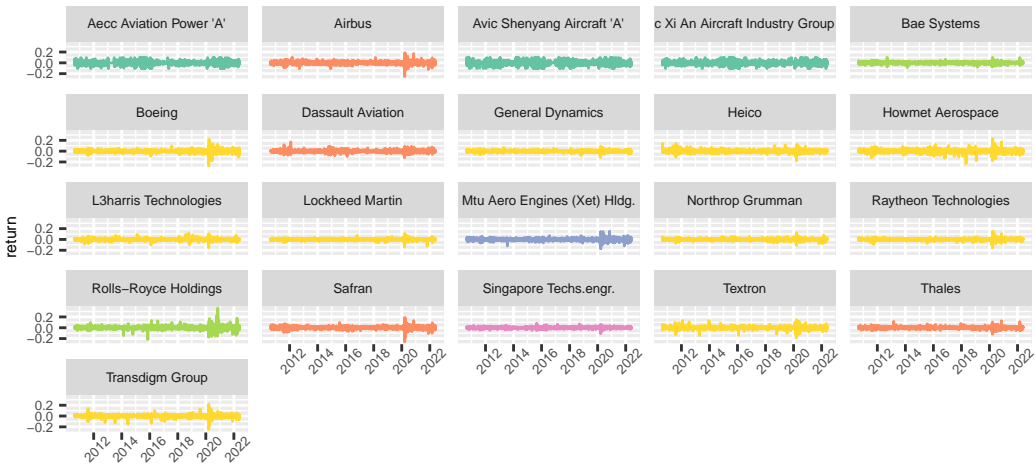 Aecc Aviation Power 'A' Airbus Avic Shenyang Aircraft 'A' c Xi An Aircraft Industry Group Bae Systems
0.2
0.0
−0.2
Boeing Dassault Aviation General Dynamics Heico Howmet Aerospace
0.2
0.0
−0.2
L3harris Technologies Lockheed Martin Mtu Aero Engines (Xet) Hldg. Northrop Grumman Raytheon Technologies
return
0.2
0.0
−0.2
Rolls−Royce Holdings Safran Singapore Techs.engr. Textron Thales
0.2
0.0
−0.2
2012 2014 2016 2018 2020 2022 2012 2014 2016 2018 2020 2022 2012 2014 2016 2018 2020 2022 2012 2014 2016 2018 2020 2022
Transdigm Group
0.2
0.0
−0.2
2012 2014 2016 2018 2020 2022